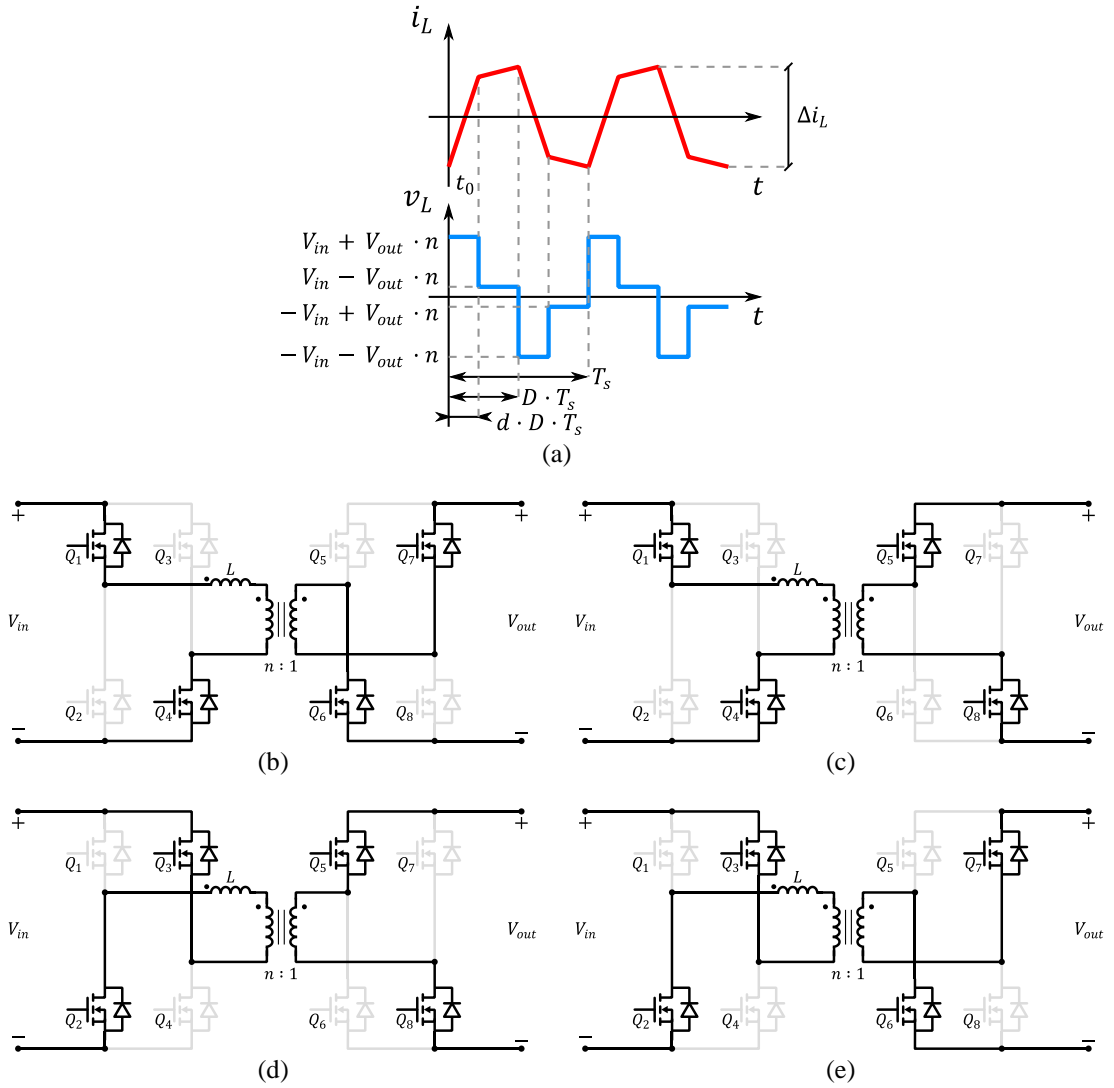 i_L
Δi_L
t_0
t
v_L
V_in + V_out · n
V_in − V_out · n
− V_in + V_out · n
t
− V_in − V_out · n
T_s
D · T_s
d · D · T_s
(a)
+ +
Q_1 Q_3 Q_5 Q_7
L
V_in V_out
n : 1
Q_2 Q_4 Q_6 Q_8
− −
(b)
+ +
Q_1 Q_3 Q_5 Q_7
L
V_in V_out
n : 1
Q_2 Q_4 Q_6 Q_8
− −
(c)
+ +
Q_1 Q_3 Q_5 Q_7
L
V_in V_out
n : 1
Q_2 Q_4 Q_6 Q_8
− −
(d)
+ +
Q_1 Q_3 Q_5 Q_7
L
V_in V_out
n : 1
Q_2 Q_4 Q_6 Q_8
− −
(e)